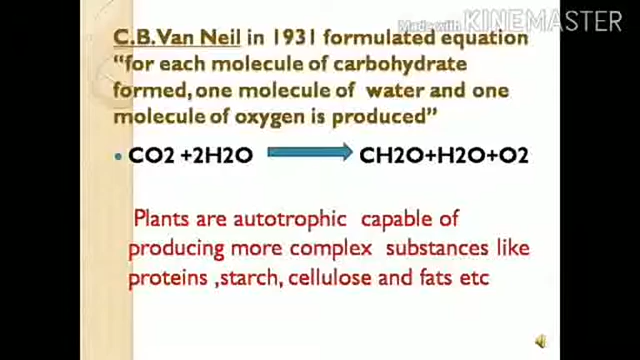 Made with KINEMASTER
C.B.Van Neil in 1931 formulated equation
“for each molecule of carbohydrate
formed, one molecule of water and one
molecule of oxygen is produced”
• CO2 +2H2O CH2O+H2O+O2
Plants are autotrophic capable of
producing more complex substances like
proteins ,starch, cellulose and fats etc